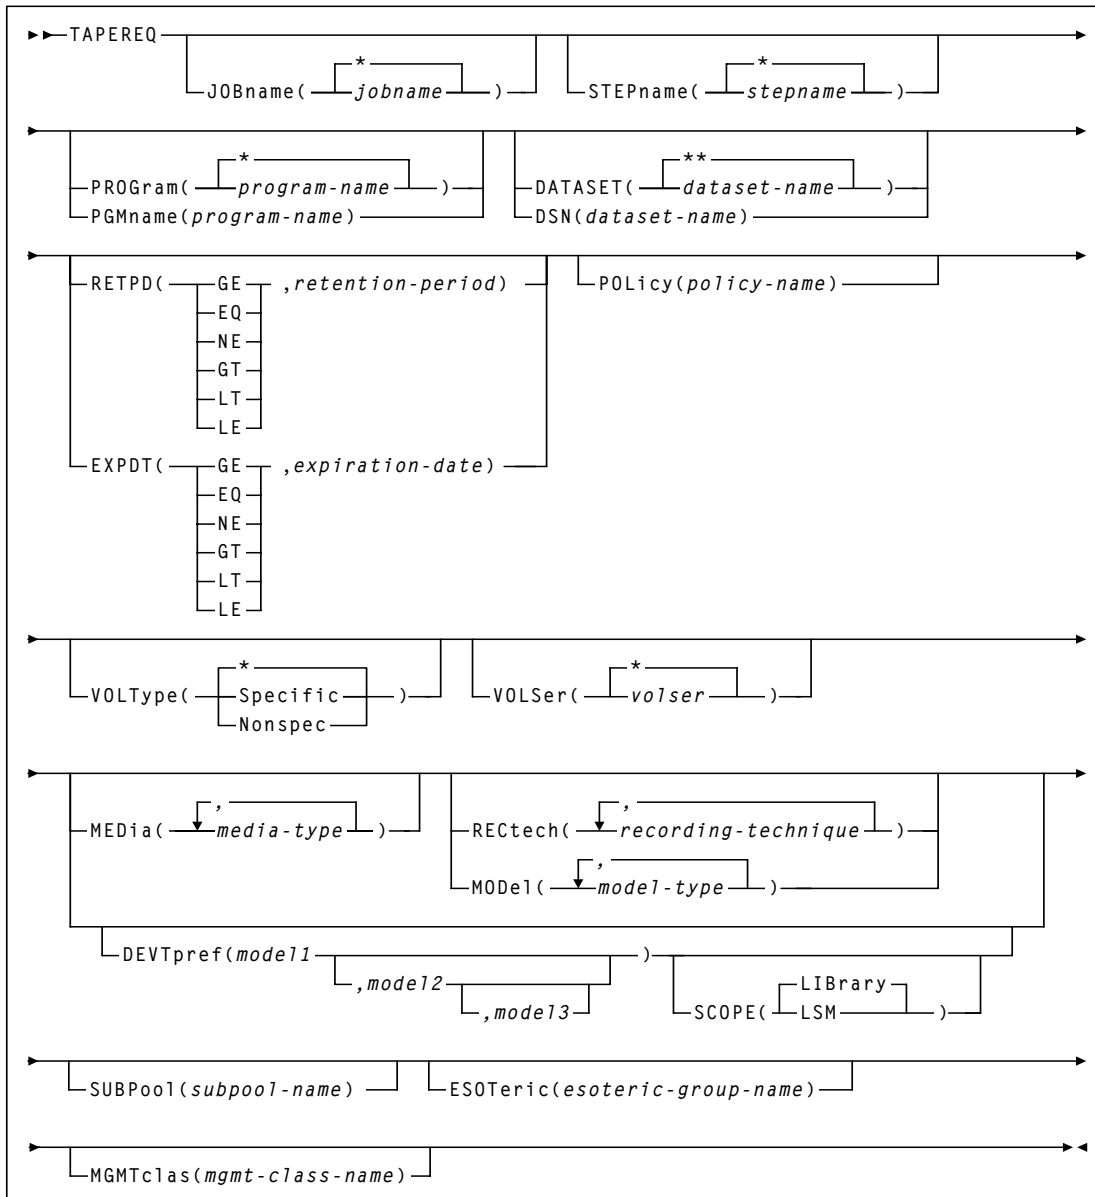 TAPEREQ
* *
JOBname( jobname ) STEPname( stepname )
* **
PROGram( program-name ) DATASET( dataset-name )
PGMname(program-name) DSN(dataset-name)
RETPD( GE ,retention-period) POLicy(policy-name)
EQ
NE
GT
LT
LE
EXPDT( GE ,expiration-date)
EQ
NE
GT
LT
LE
* *
VOLType( Specific ) VOLSer( volser )
Nonspec
, ,
MEDia( media-type ) RECtech( recording-technique )
,
MODel( model-type )
DEVTpref(model1 )
,model2 LIBrary
,model3 SCOPE( LSM )
SUBPool(subpool-name) ESOTeric(esoteric-group-name)
MGMTclas(mgmt-class-name)